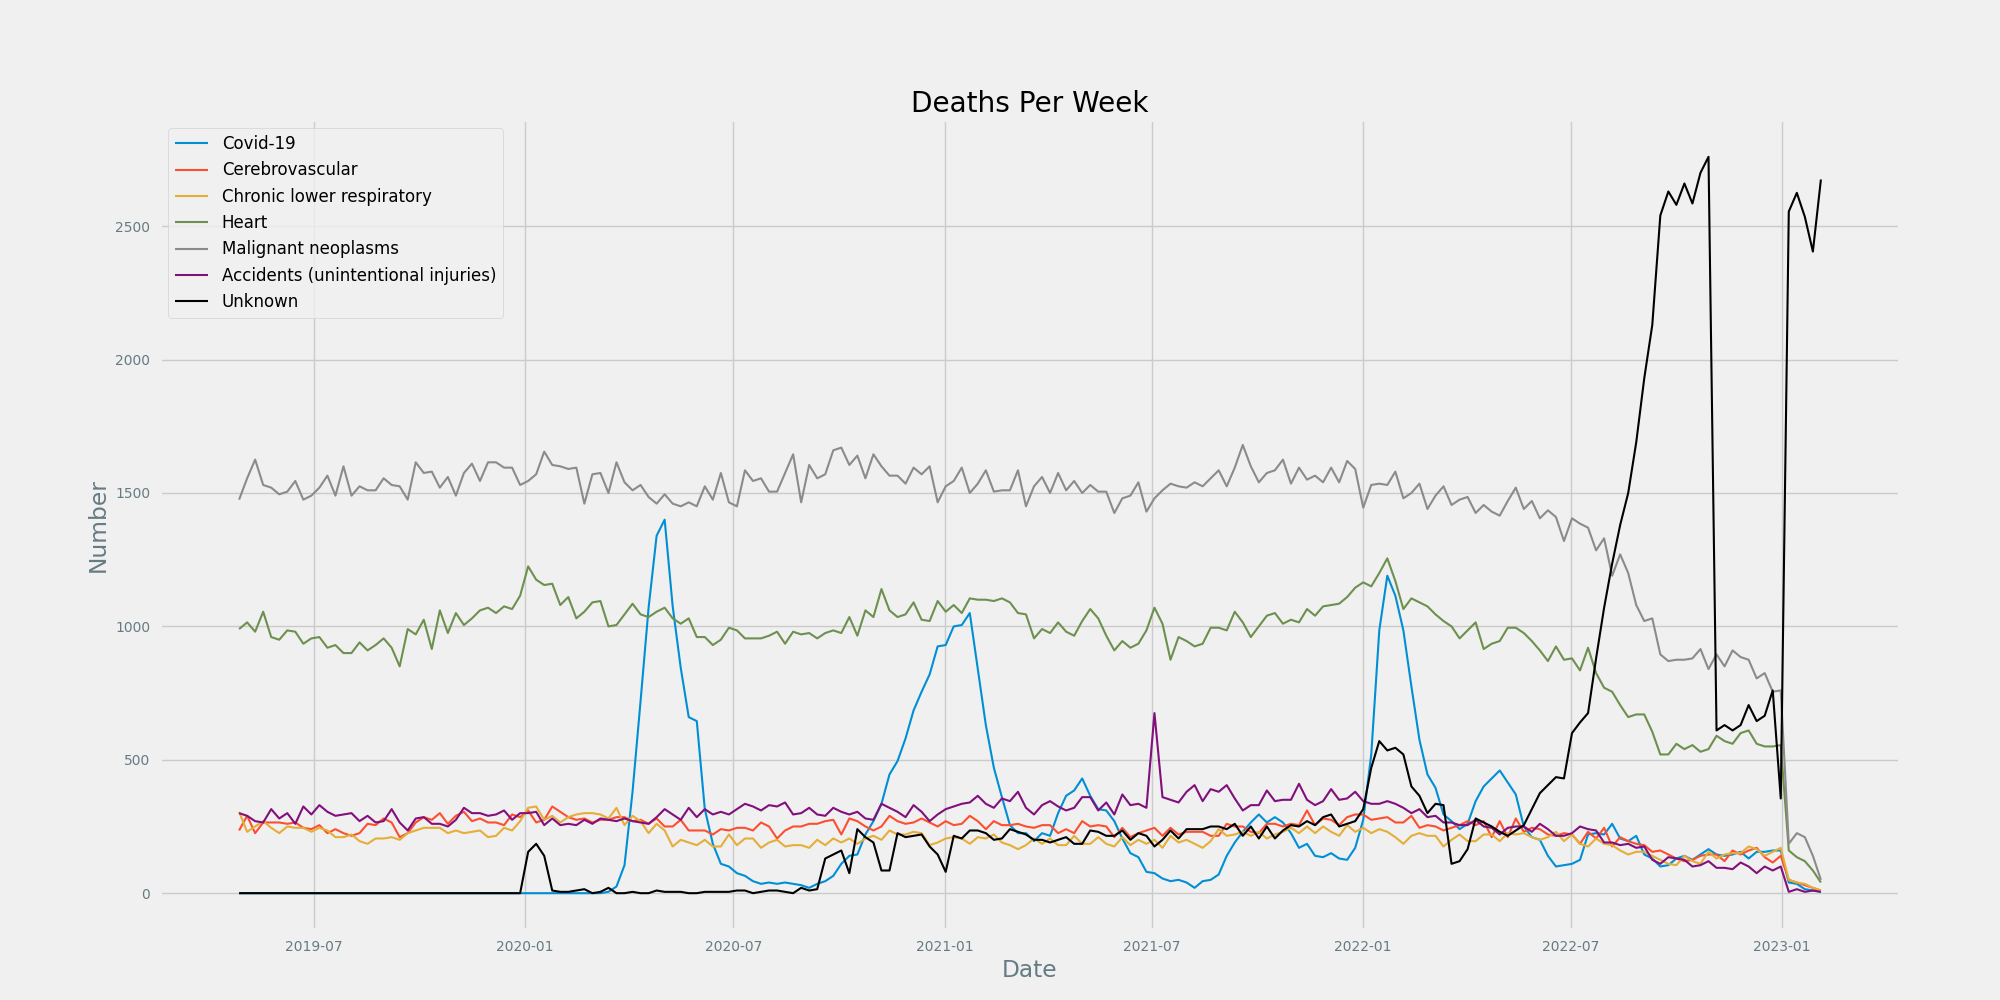 Deaths Per Week
Covid-19
Cerebrovascular
Chronic lower respiratory
Heart
Malignant neoplasms
Accidents (unintentional injuries)
Unknown
Number
2500
2000
1500
1000
500
0
2019-07 2020-01 2020-07 2021-01 2021-07 2022-01 2022-07 2023-01
Date